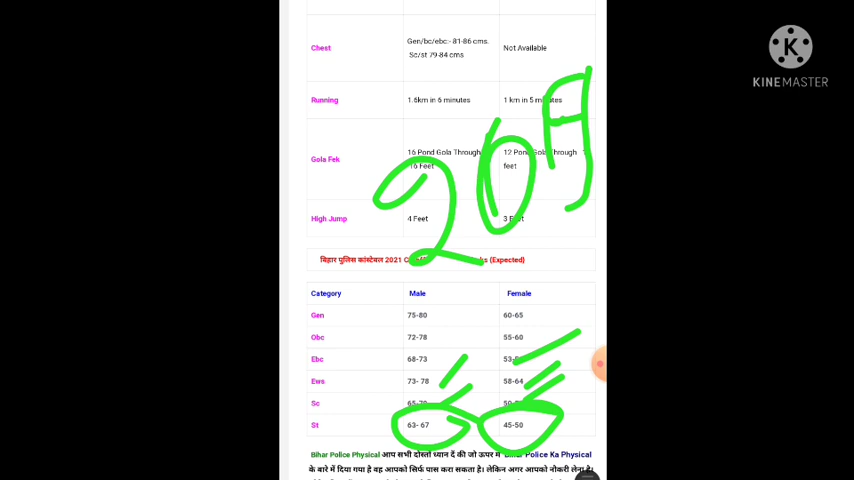 K
KINEMASTER
Chest Gen/bc/ebc:- 81-86 cms. Not Available
Sc/st 79-84 cms
Running 1.6km in 6 minutes 1 km in 5 minutes
Gola Fek 16 Pond Gola Through 12 Pond Gola Through
16 Feet feet
High Jump 4 Feet 3 Feet
बिहार पुलिस कांस्टेबल 2021 (Expected)
Category Male Female
Gen 75-80 60-65
Obc 72-78 55-60
Ebc 68-73
Ews 73- 78 58-64
Sc
St 63- 67 45-50
Bihar Police Physical आप सभी दोस्तों ध्यान दें की जो ऊपर में Bihar Police Ka Physical
के बारे में दिया गया है वह आपको सिर्फ पास करा सकता है। लेकिन अगर आपको नौकरी लेना है।